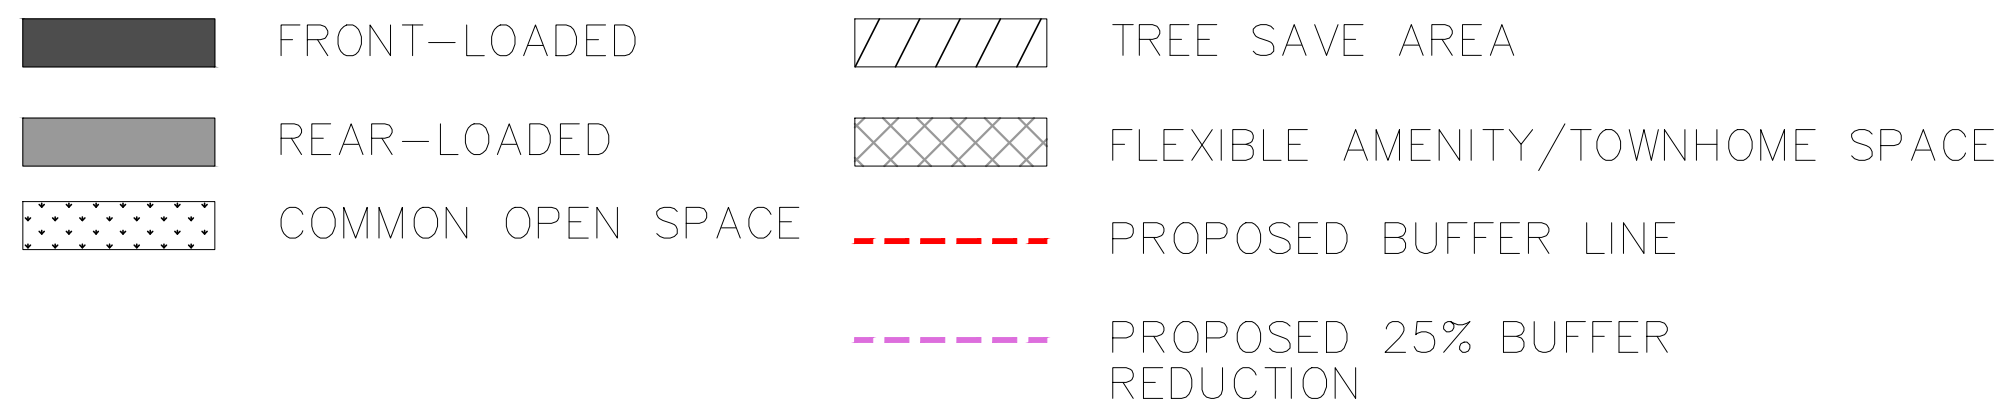 FRONT-LOADED
REAR-LOADED
COMMON OPEN SPACE
TREE SAVE AREA
FLEXIBLE AMENITY/TOWNHOME SPACE
PROPOSED BUFFER LINE
PROPOSED 25% BUFFER
REDUCTION